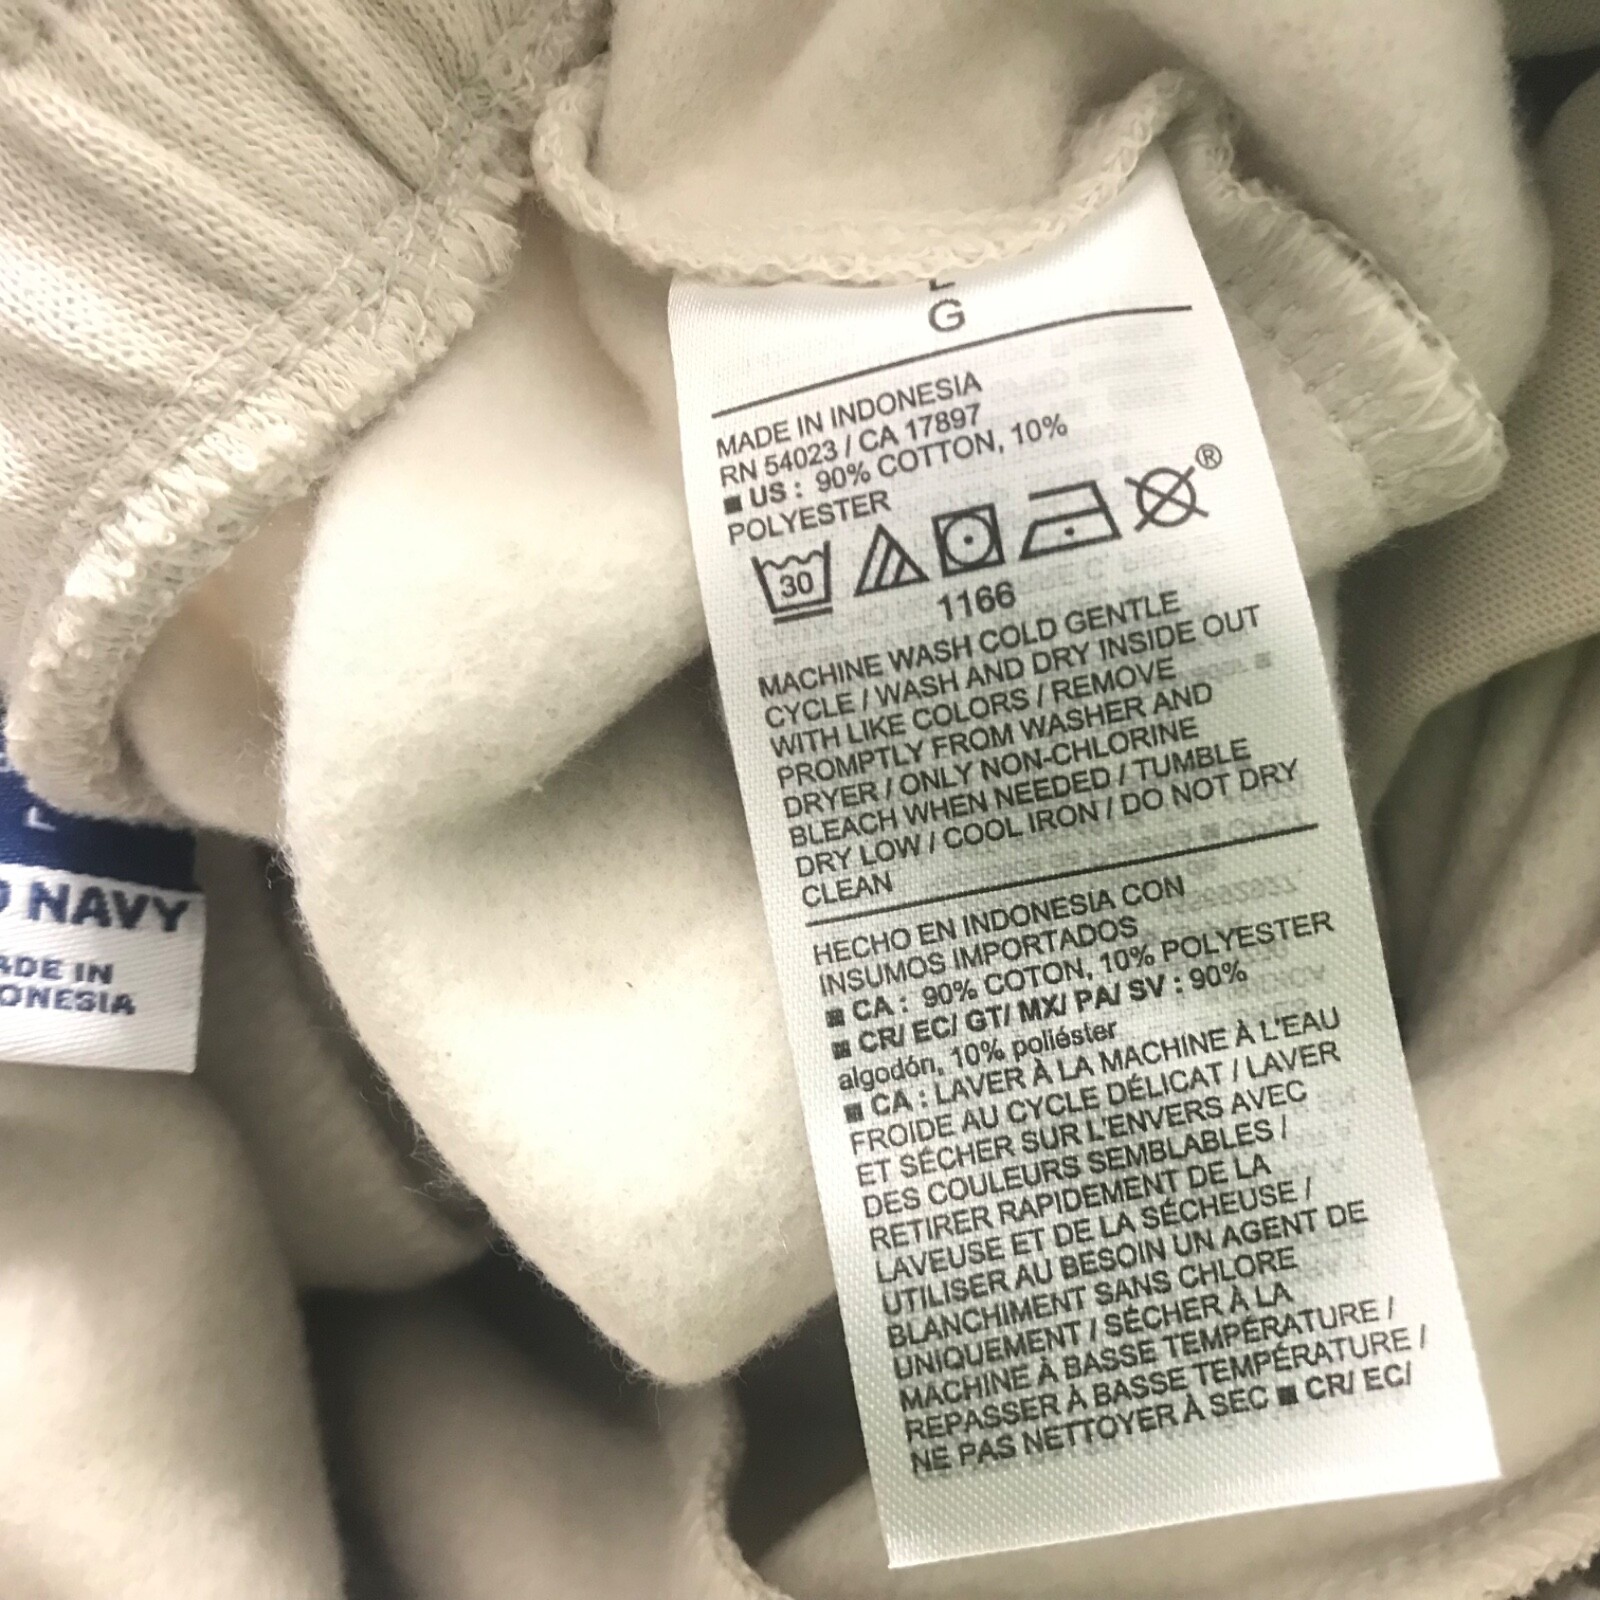 G
MADE IN INDONESIA
RN 54023 / CA 17897
■ US : 90% COTTON, 10%
POLYESTER
30
®
1166
MACHINE WASH COLD GENTLE
CYCLE / WASH AND DRY INSIDE OUT
WITH LIKE COLORS / REMOVE
PROMPTLY FROM WASHER AND
DRYER / ONLY NON-CHLORINE
BLEACH WHEN NEEDED / TUMBLE
DRY LOW / COOL IRON / DO NOT DRY
CLEAN
HECHO EN INDONESIA CON
INSUMOS IMPORTADOS
■ CA : 90% COTON, 10% POLYESTER
■ CR/ EC/ GT/ MX/ PA/ SV : 90%
algodón, 10% poliéster
■ CA : LAVER À LA MACHINE À L'EAU
FROIDE AU CYCLE DÉLICAT / LAVER
ET SÉCHER SUR L'ENVERS AVEC
DES COULEURS SEMBLABLES /
RETIRER RAPIDEMENT DE LA
LAVEUSE ET DE LA SÉCHEUSE /
UTILISER AU BESOIN UN AGENT DE
BLANCHIMENT SANS CHLORE
UNIQUEMENT / SÉCHER À LA
MACHINE À BASSE TEMPÉRATURE /
REPASSER À BASSE TEMPÉRATURE /
NE PAS NETTOYER À SEC ■ CR/ EC/
L
NAVY
ADE IN
ONESIA